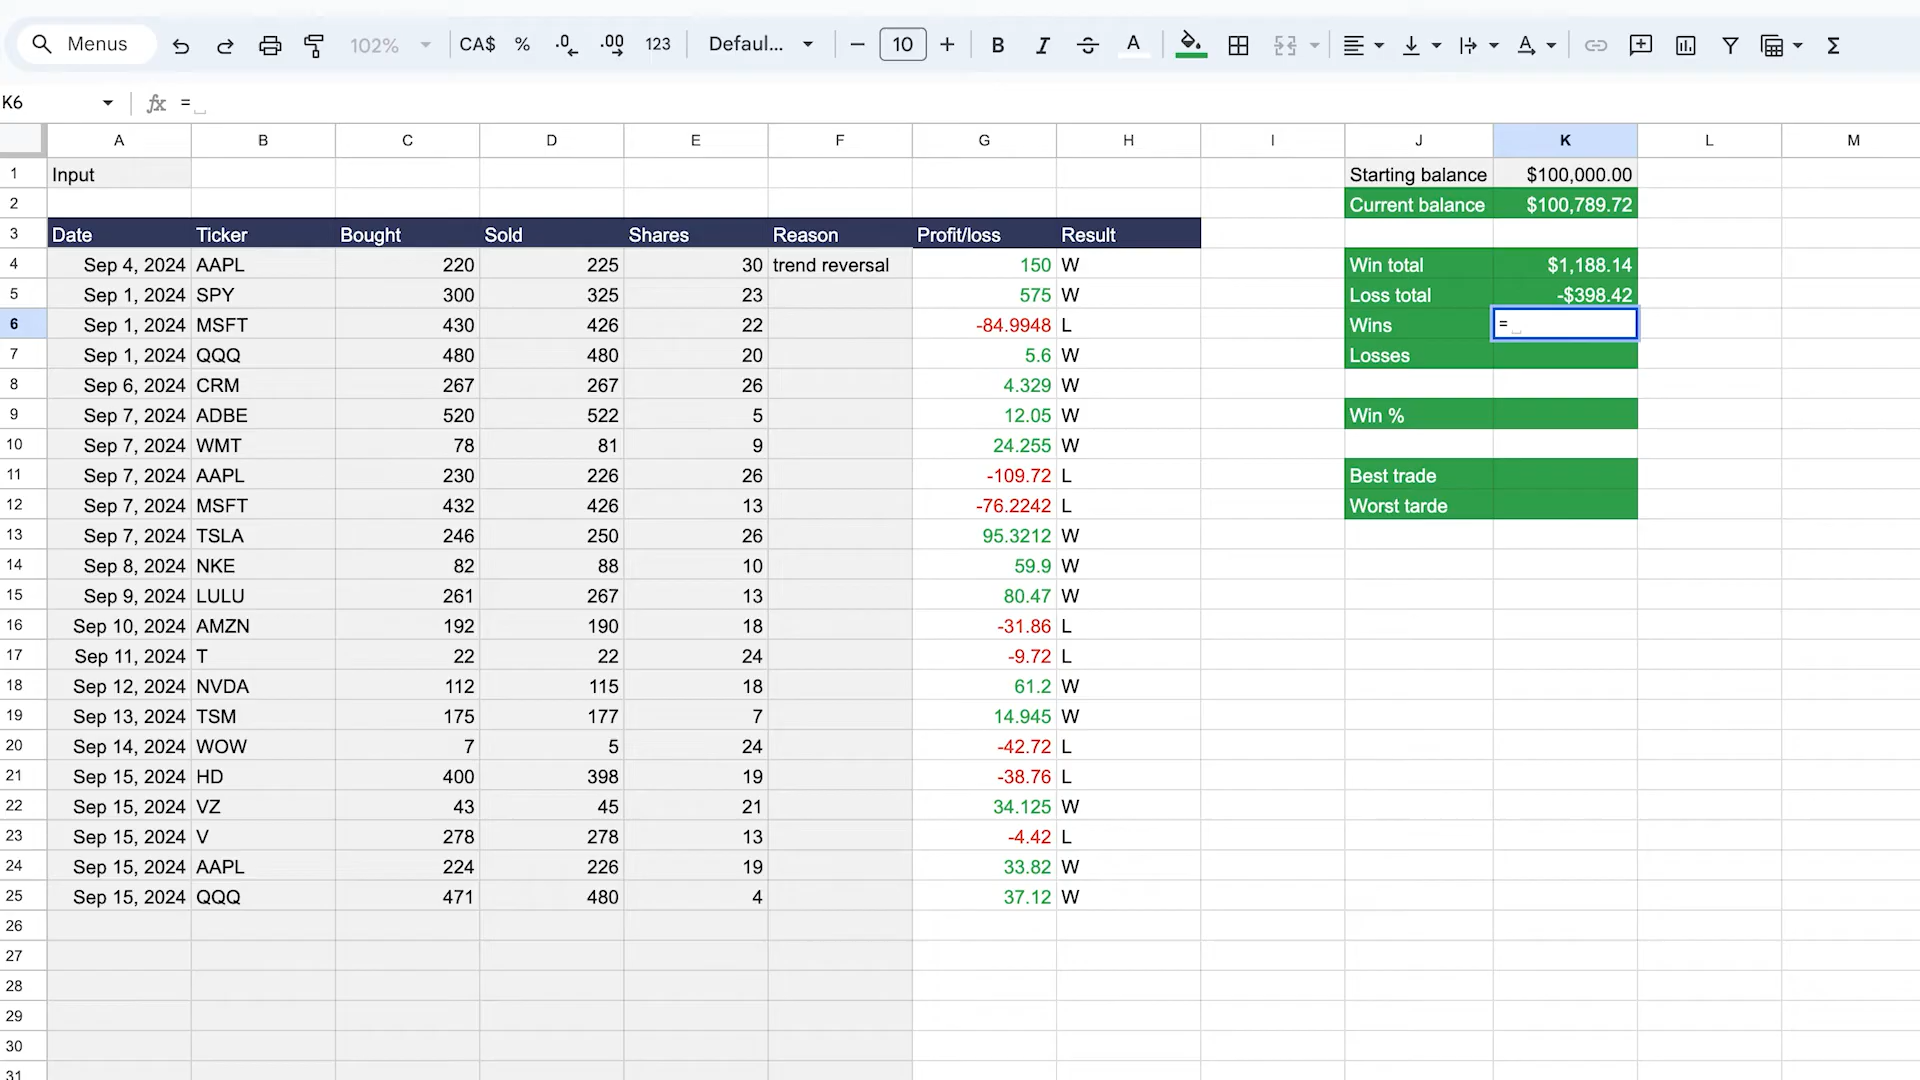 Menus 102% CA$ % .0 .00 123 Defaul... 10 B I A A Σ
K6 fx =
A B C D E F G H I J K L M
1 Input Starting balance $100,000.00
2 Current balance $100,789.72
3 Date Ticker Bought Sold Shares Reason Profit/loss Result
4 Sep 4, 2024 AAPL 220 225 30 trend reversal 150 W Win total $1,188.14
5 Sep 1, 2024 SPY 300 325 23 575 W Loss total -$398.42
6 Sep 1, 2024 MSFT 430 426 22 -84.9948 L Wins =
7 Sep 1, 2024 QQQ 480 480 20 5.6 W Losses
8 Sep 6, 2024 CRM 267 267 26 4.329 W
9 Sep 7, 2024 ADBE 520 522 5 12.05 W Win %
10 Sep 7, 2024 WMT 78 81 9 24.255 W
11 Sep 7, 2024 AAPL 230 226 26 -109.72 L Best trade
12 Sep 7, 2024 MSFT 432 426 13 -76.2242 L Worst tarde
13 Sep 7, 2024 TSLA 246 250 26 95.3212 W
14 Sep 8, 2024 NKE 82 88 10 59.9 W
15 Sep 9, 2024 LULU 261 267 13 80.47 W
16 Sep 10, 2024 AMZN 192 190 18 -31.86 L
17 Sep 11, 2024 T 22 22 24 -9.72 L
18 Sep 12, 2024 NVDA 112 115 18 61.2 W
19 Sep 13, 2024 TSM 175 177 7 14.945 W
20 Sep 14, 2024 WOW 7 5 24 -42.72 L
21 Sep 15, 2024 HD 400 398 19 -38.76 L
22 Sep 15, 2024 VZ 43 45 21 34.125 W
23 Sep 15, 2024 V 278 278 13 -4.42 L
24 Sep 15, 2024 AAPL 224 226 19 33.82 W
25 Sep 15, 2024 QQQ 471 480 4 37.12 W
26
27
28
29
30
31